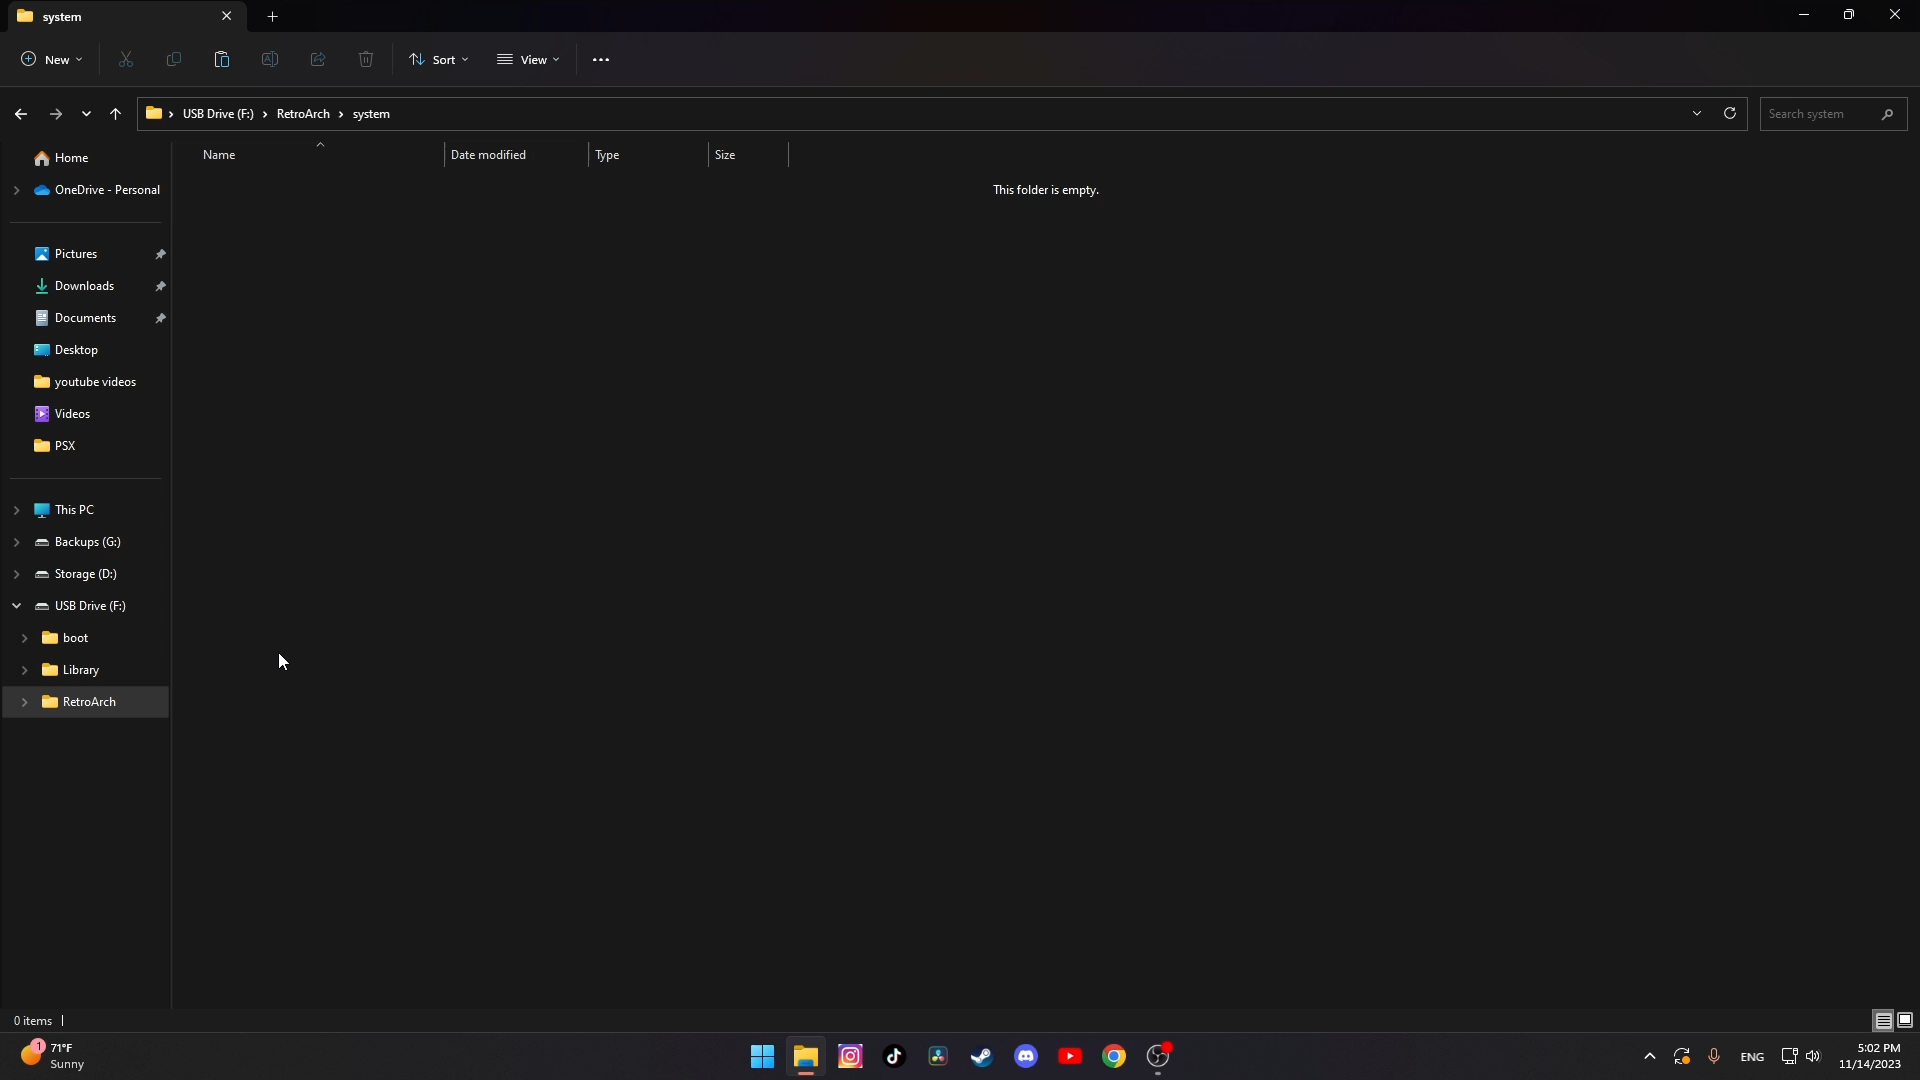 system
New
Sort
View
USB Drive (F:) > RetroArch > system
Search system
Home
OneDrive - Personal
Pictures
Downloads
Documents
Desktop
youtube videos
Videos
PSX
This PC
Backups (G:)
Storage (D:)
USB Drive (F:)
boot
Library
RetroArch
Name
Date modified
Type
Size
This folder is empty.
0 items
1
71°F
Sunny
ENG
5:02 PM
11/14/2023